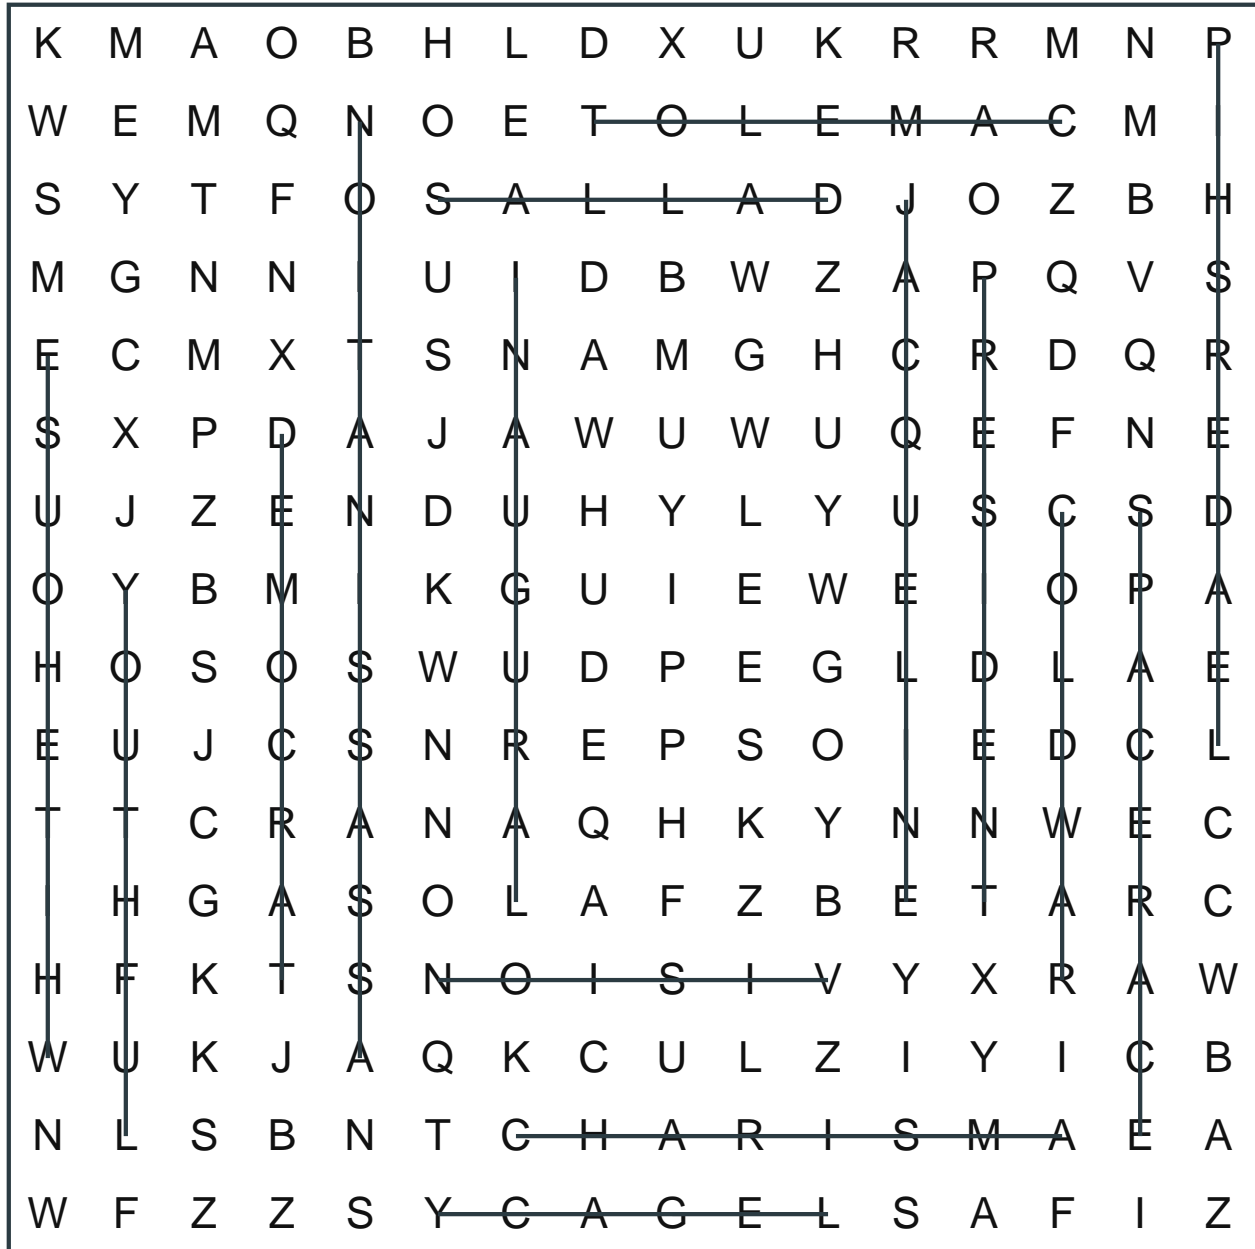 K M A O B H L D X U K R R M N P
W E M Q N O E T O L E M A C M I
S Y T F O S A L L A D J O Z B H
M G N N I U I D B W Z A P Q V S
E C M X T S N A M G H C R D Q R
S X P D A J A W U W U Q E F N E
U J Z E N D U H Y L Y U S C S D
O Y B M I K G U I E W E I O P A
H O S O S W U D P E G L D L A E
E U J C S N R E P S O I E D C L
T T C R A N A Q H K Y N N W E C
I H G A S O L A F Z B E T A R C
H F K T S N O I S I V Y X R A W
W U K J A Q K C U L Z I Y I C B
N L S B N T C H A R I S M A E A
W F Z Z S Y C A G E L S A F I Z